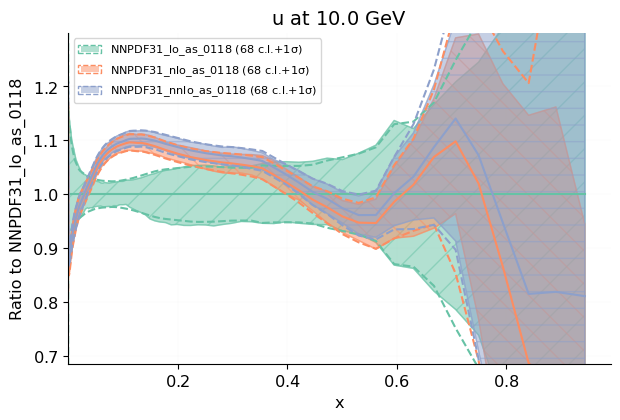 u at 10.0 GeV
Ratio to NNPDF31_lo_as_0118
NNPDF31_lo_as_0118 (68 c.l.+1σ)
NNPDF31_nlo_as_0118 (68 c.l.+1σ)
NNPDF31_nnlo_as_0118 (68 c.l.+1σ)
1.2
1.1
1.0
0.9
0.8
0.7
0.2 0.4 0.6 0.8
x